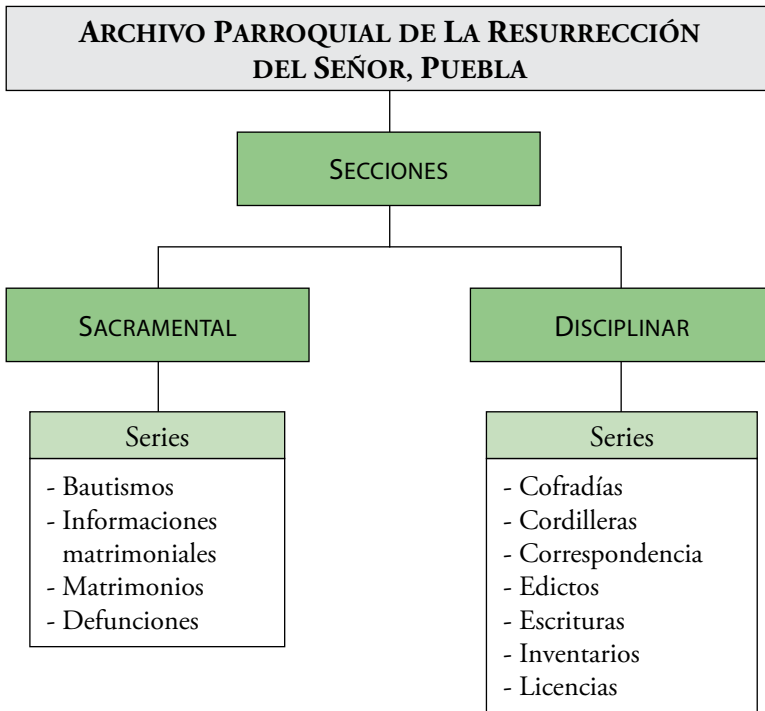 ARCHIVO PARROQUIAL DE LA RESURRECCIÓN
DEL SEÑOR, PUEBLA
SECCIONES
SACRAMENTAL
DISCIPLINAR
Series
- Bautismos
- Informaciones
matrimoniales
- Matrimonios
- Defunciones
Series
- Cofradías
- Cordilleras
- Correspondencia
- Edictos
- Escrituras
- Inventarios
- Licencias